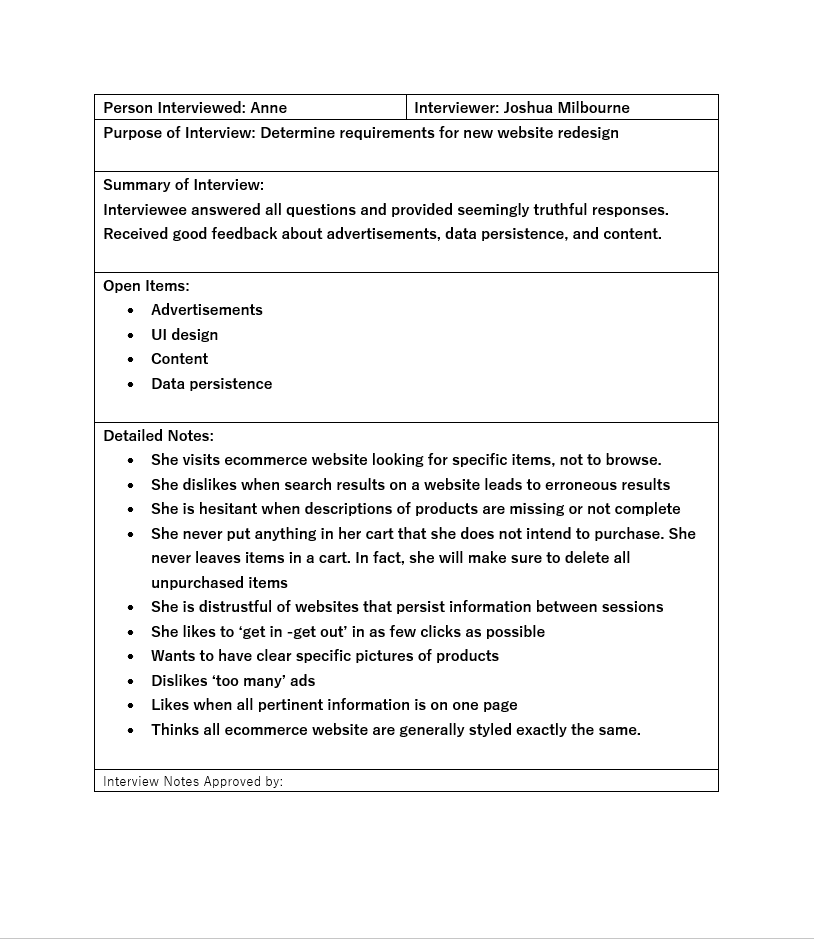 Person Interviewed: Anne
Interviewer: Joshua Milbourne
Purpose of Interview: Determine requirements for new website redesign
Summary of Interview:
Interviewee answered all questions and provided seemingly truthful responses.
Received good feedback about advertisements, data persistence, and content.
Open Items:
• Advertisements
• UI design
• Content
• Data persistence
Detailed Notes:
• She visits ecommerce website looking for specific items, not to browse.
• She dislikes when search results on a website leads to erroneous results
• She is hesitant when descriptions of products are missing or not complete
• She never put anything in her cart that she does not intend to purchase. She
never leaves items in a cart. In fact, she will make sure to delete all
unpurchased items
• She is distrustful of websites that persist information between sessions
• She likes to ‘get in -get out’ in as few clicks as possible
• Wants to have clear specific pictures of products
• Dislikes ‘too many’ ads
• Likes when all pertinent information is on one page
• Thinks all ecommerce website are generally styled exactly the same.
Interview Notes Approved by: